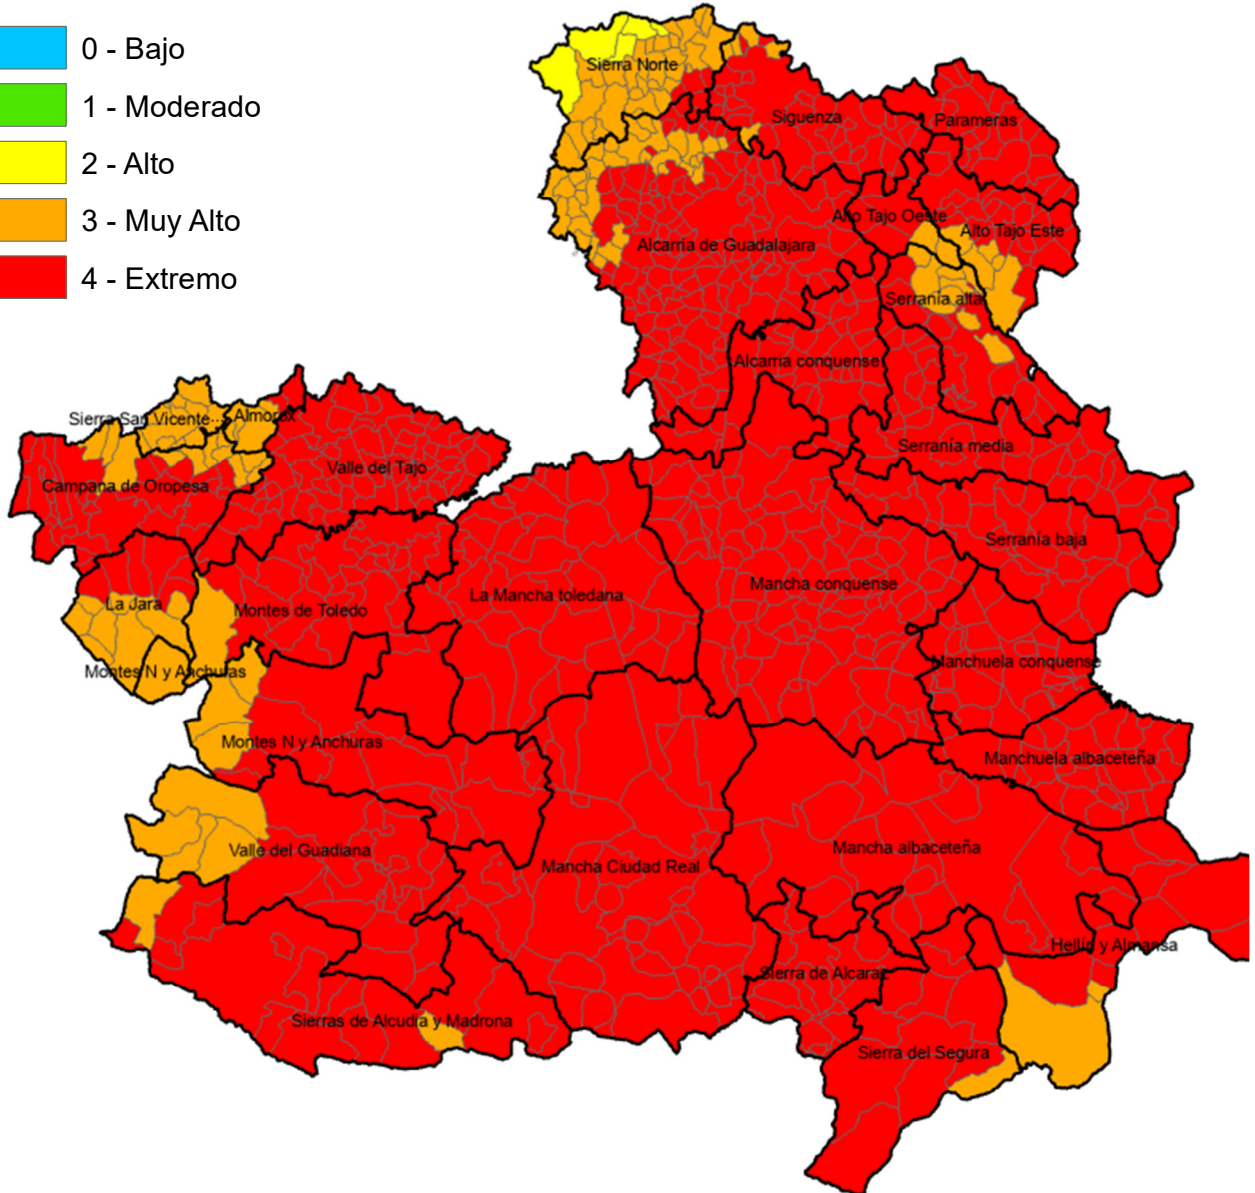 0 - Bajo
1 - Moderado
2 - Alto
3 - Muy Alto
4 - Extremo
Sierra Norte
Siguenza
Parameras
Alto Tajo Oeste
Alto Tajo Este
Alcarria de Guadalajara
Serranía alta
Alcarria conquense
Sierra San Vicente
Almorox
Serranía media
Valle del Tajo
Campana de Oropesa
Serranía baja
Mancha conquense
La Mancha toledana
La Jara
Montes de Toledo
Manchuela conquense
Montes N y Anchuras
Montes N y Anchuras
Manchuela albaceteña
Mancha albaceteña
Valle del Guadiana
Mancha Ciudad Real
Hellín y Almansa
Sierra de Alcaraz
Sierras de Alcudia y Madrona
Sierra del Segura